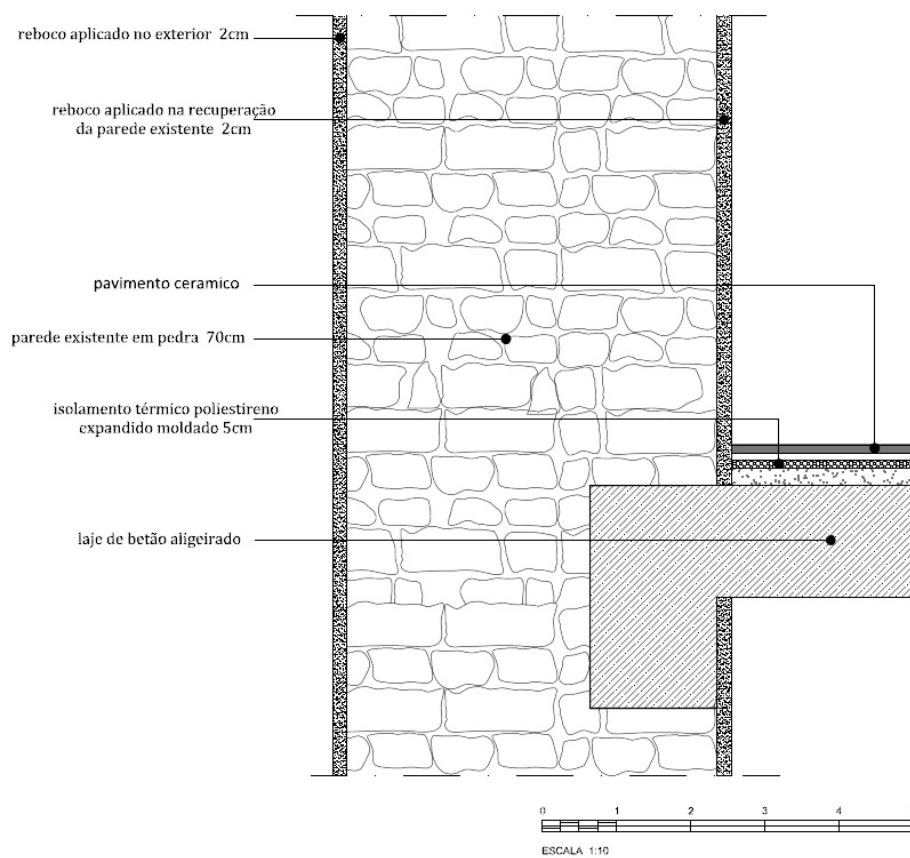 reboco aplicado no exterior 2cm
reboco aplicado na recuperação
da parede existente 2cm
pavimento ceramico
parede existente em pedra 70cm
isolamento térmico poliestireno
expandido moldado 5cm
laje de betão aligeirado
0 1 2 3 4
ESCALA 1:10